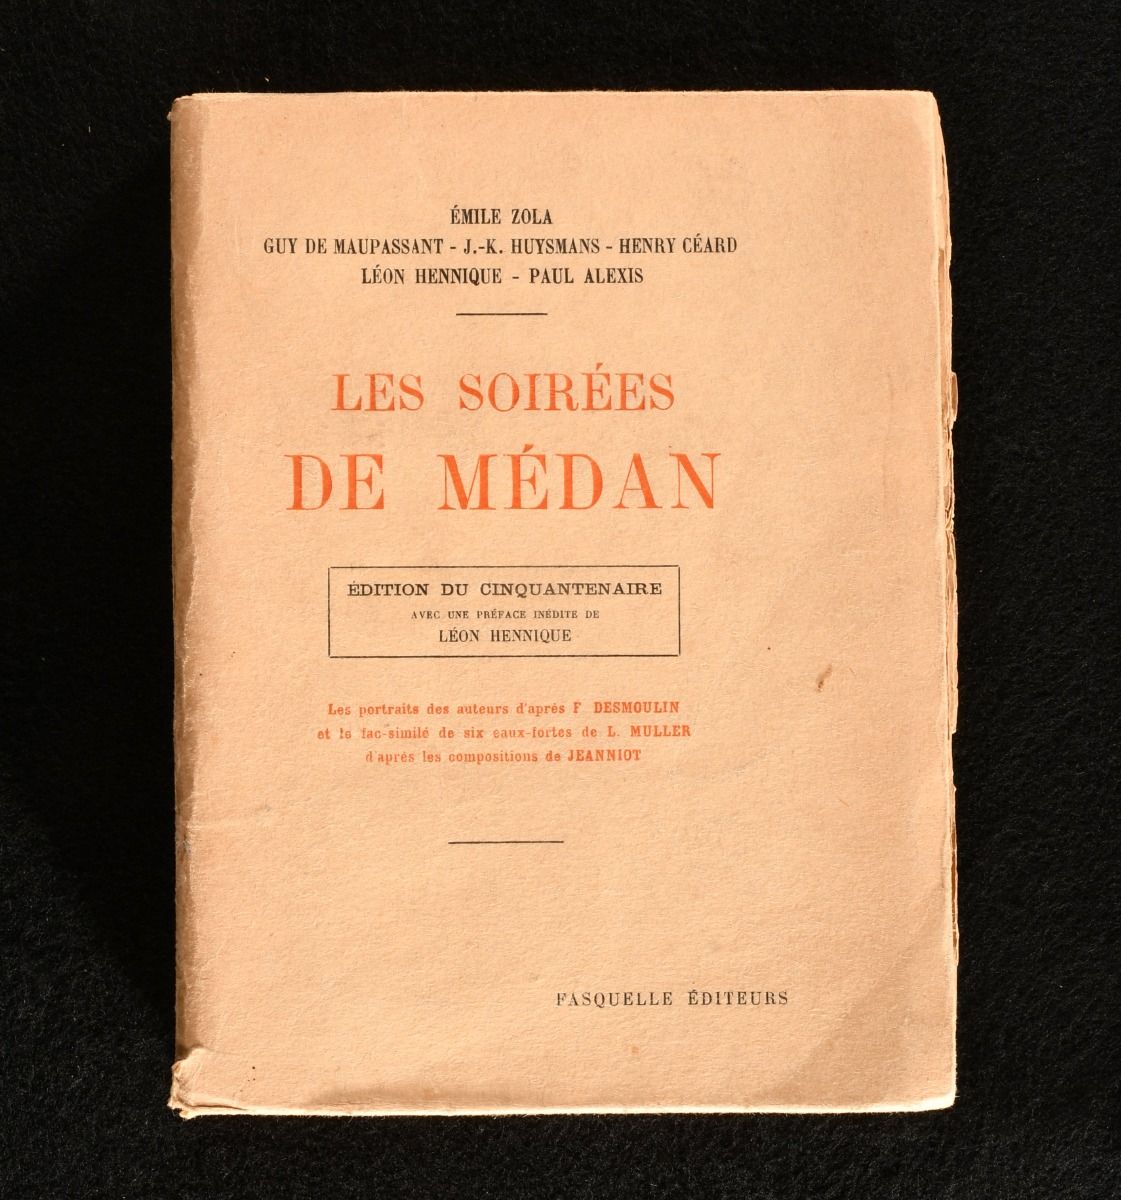 ÉMILE ZOLA
GUY DE MAUPASSANT - J.-K. HUYSMANS - HENRY CÉARD
LÉON HENNIQUE - PAUL ALEXIS
LES SOIRÉES
DE MÉDAN
ÉDITION DU CINQUANTENAIRE
AVEC UNE PRÉFACE INÉDITE DE
LÉON HENNIQUE
Les portraits des auteurs d'après F. DESMOULIN
et le fac-similé de six eaux-fortes de L. MULLER
d'après les compositions de JEANNIOT
FASQUELLE ÉDITEURS